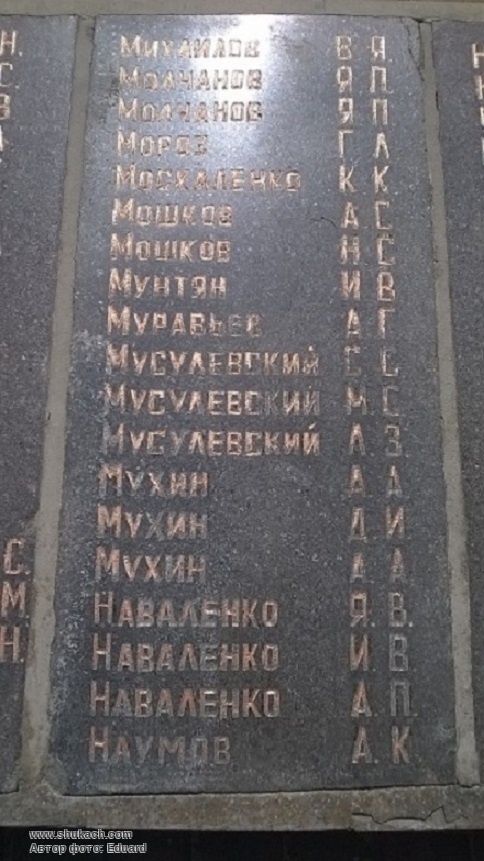 Михайлов В. Я.
Молчанов Я. П.
Молчанов Я. П.
Мороз Г. Л.
Москаленко К. К.
Мошков А. С.
Мошков Н. С.
Мунтян И. В.
Муравьев А. Г.
Мусулевский С. С.
Мусулевский М. С.
Мусулевский Л. З.
Мухин А. А.
Мухин Д. И.
Мухин А. А.
Наваленко Я. В.
Наваленко И. В.
Наваленко А. П.
Наумов А. К.
www.shukach.com
Автор фото: Eduard